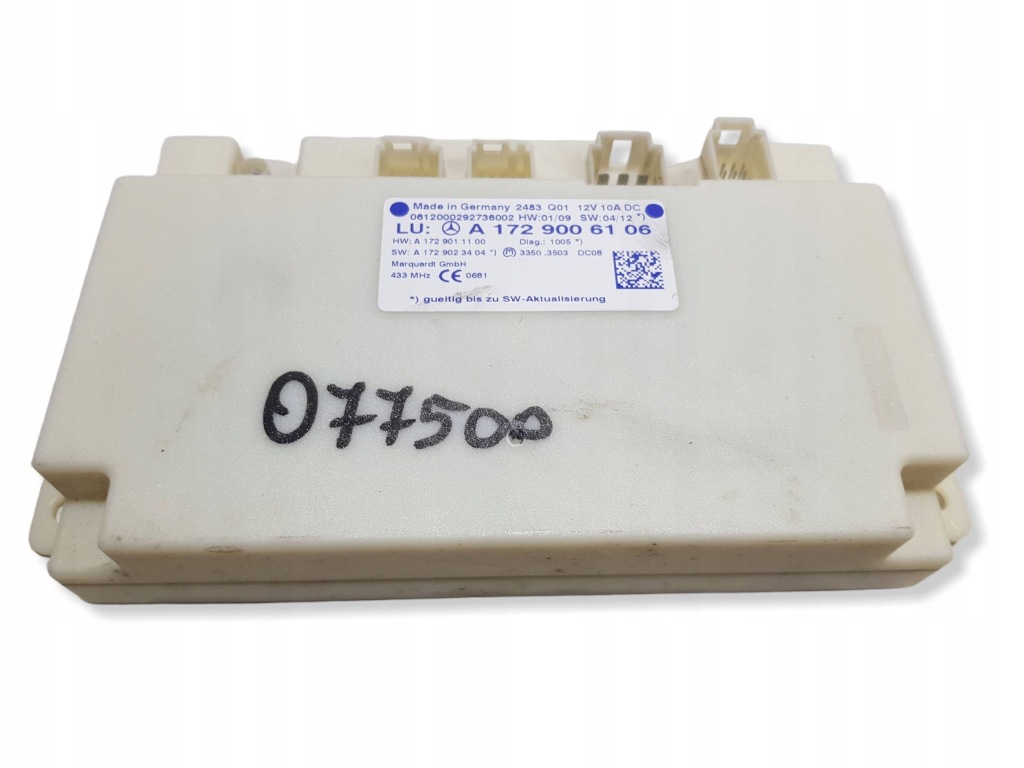 Made in Germany 2483 Q01 12V 10A DC
0612000292736002 HW:01/09 SW:04/12 *)
LU: A 172 900 61 06
HW: A 172 901 11 00 Diag.: 1005 *)
SW: A 172 902 34 04 *) 3350 .3503 DC08
Marquardt GmbH
433 MHz CE 0681
*) gueltig bis zu SW-Aktualisierung
077500